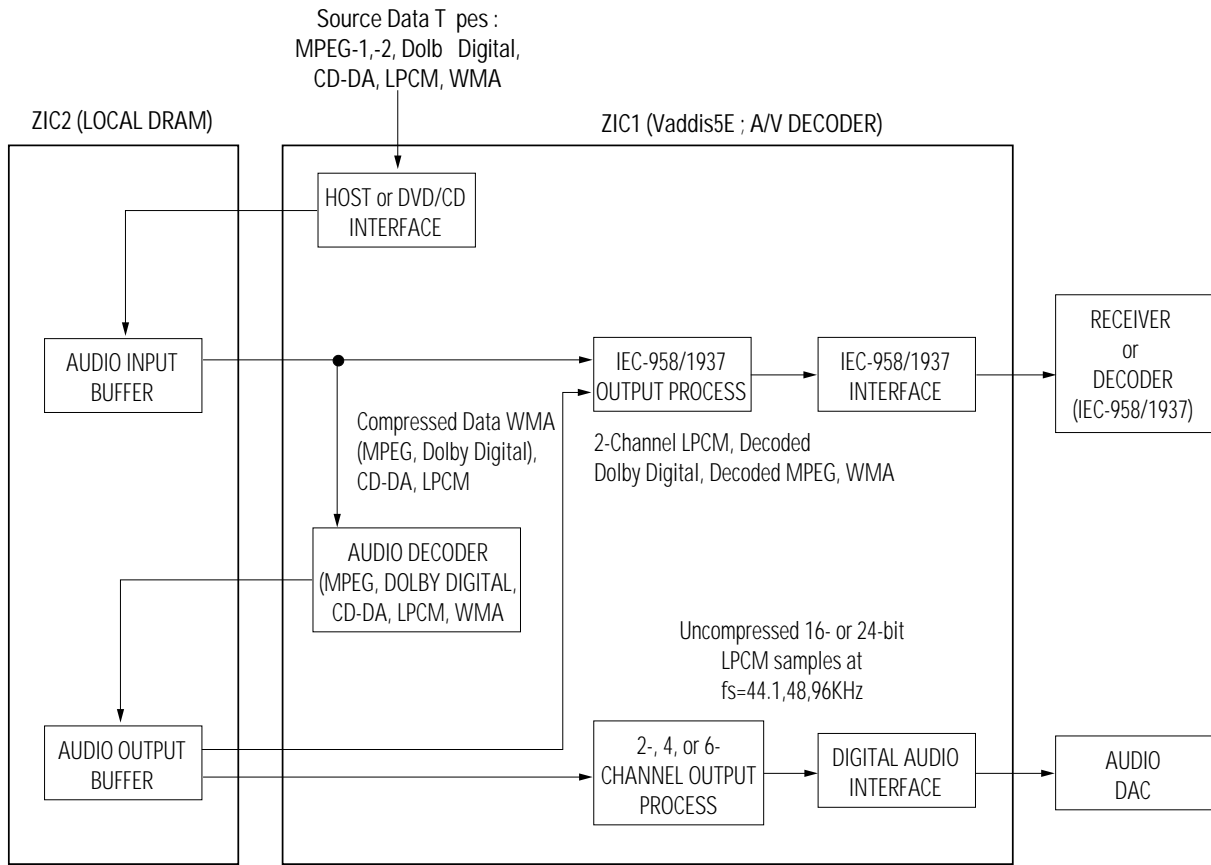 Source Data T pes :
MPEG-1,-2, Dolb  Digital,
CD-DA, LPCM, WMA
ZIC2 (LOCAL DRAM)
ZIC1 (Vaddis5E ; A/V DECODER)
HOST or DVD/CD
INTERFACE
AUDIO INPUT
BUFFER
IEC-958/1937
OUTPUT PROCESS
IEC-958/1937
INTERFACE
RECEIVER
or
DECODER
(IEC-958/1937)
Compressed Data WMA
(MPEG, Dolby Digital),
CD-DA, LPCM
2-Channel LPCM, Decoded
Dolby Digital, Decoded MPEG, WMA
AUDIO DECODER
(MPEG, DOLBY DIGITAL,
CD-DA, LPCM, WMA
Uncompressed 16- or 24-bit
LPCM samples at
fs=44.1,48,96KHz
AUDIO OUTPUT
BUFFER
2-, 4, or 6-
CHANNEL OUTPUT
PROCESS
DIGITAL AUDIO
INTERFACE
AUDIO
DAC